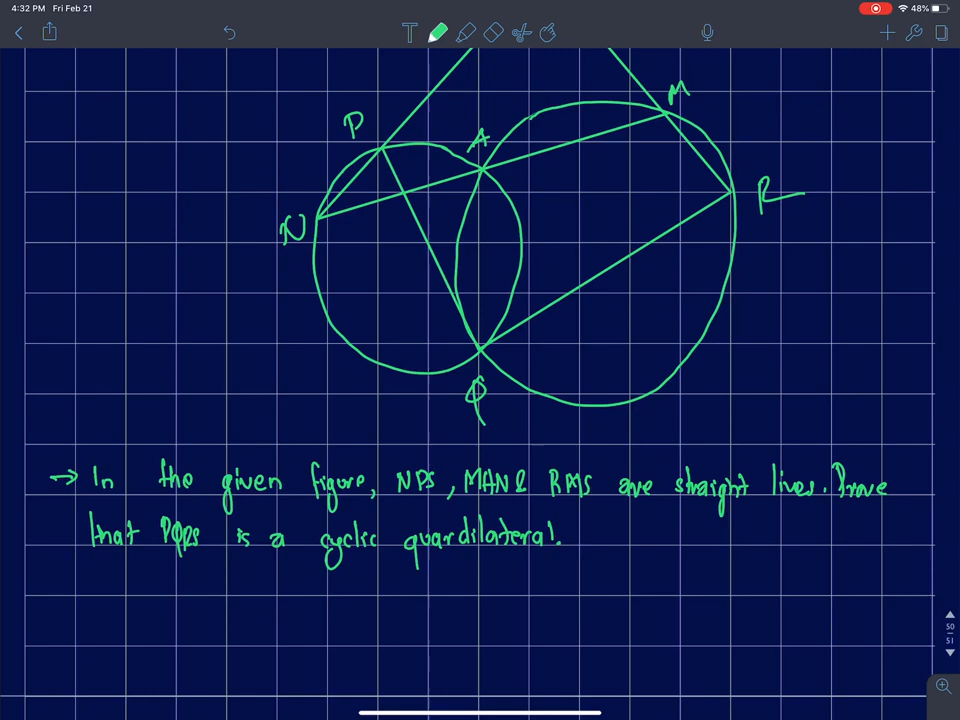 4:32 PM Fri Feb 21
48%
T
M
P
A
R
N
Q
→ In the given figure, NPS, MAN & RMS are straight lines. Prove
that PQRS is a cyclic quardilateral.
50
51